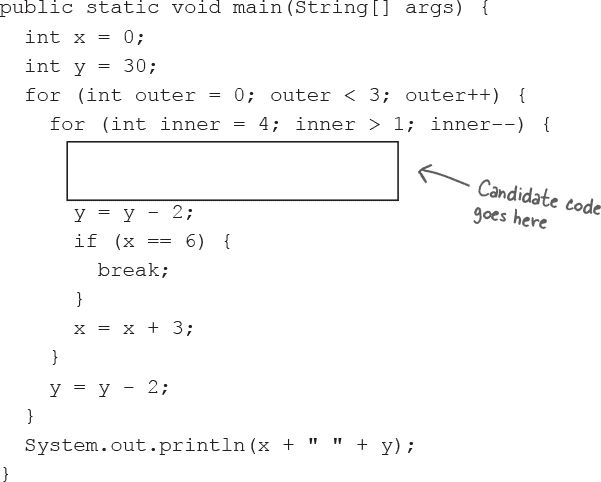 public static void main(String[] args) {
int x = 0;
int y = 30;
for (int outer = 0; outer < 3; outer++) {
for (int inner = 4; inner > 1; inner--) {
Candidate code
goes here
y = y - 2;
if (x == 6) {
break;
}
x = x + 3;
}
y = y - 2;
}
System.out.println(x + " " + y);
}